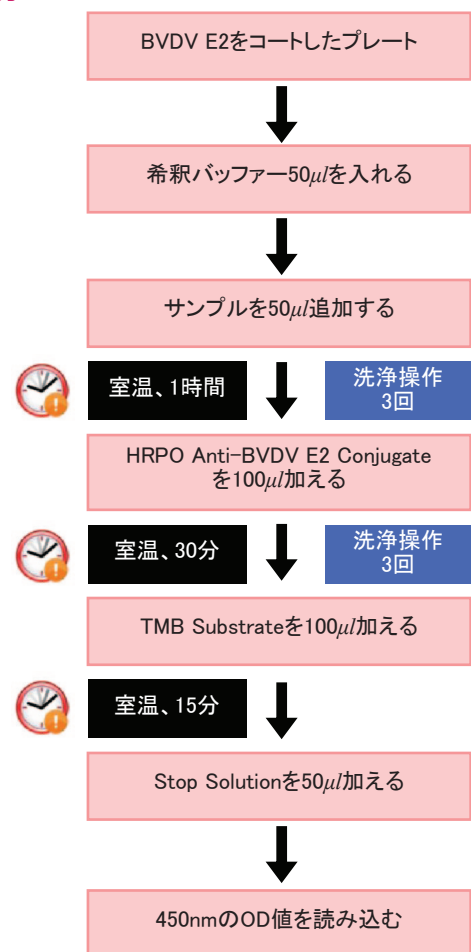 BVDV E2をコートしたプレート
希釈バッファー50μlを入れる
サンプルを50μl追加する
室温、1時間
洗浄操作
3回
HRPO Anti-BVDV E2 Conjugate
を100μl加える
室温、30分
洗浄操作
3回
TMB Substrateを100μl加える
室温、15分
Stop Solutionを50μl加える
450nmのOD値を読み込む